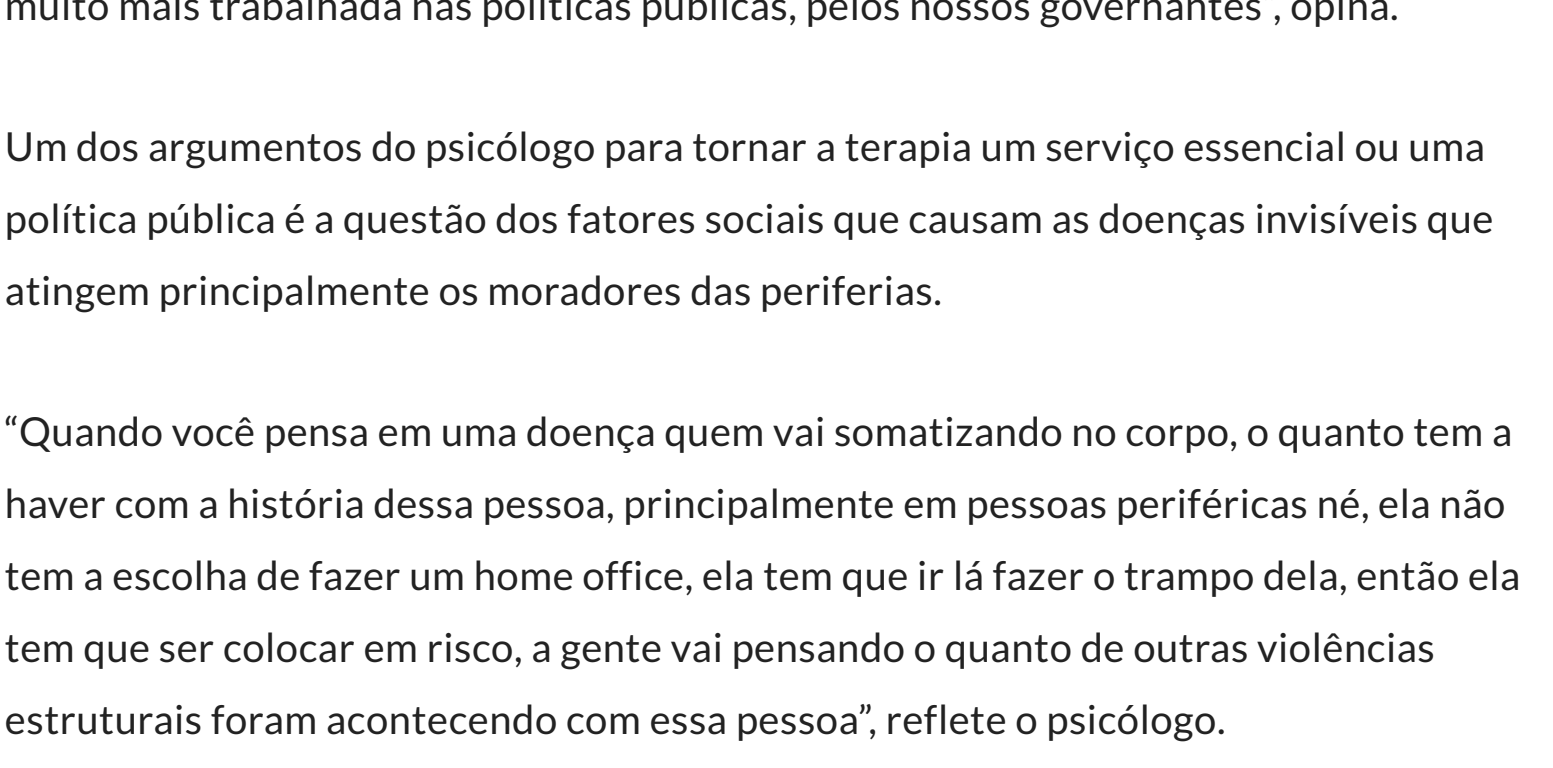 muito mais trabalhada nas políticas públicas, pelos nossos governantes”, opina.
Um dos argumentos do psicólogo para tornar a terapia um serviço essencial ou uma
política pública é a questão dos fatores sociais que causam as doenças invisíveis que
atingem principalmente os moradores das periferias.
“Quando você pensa em uma doença quem vai somatizando no corpo, o quanto tem a
haver com a história dessa pessoa, principalmente em pessoas periféricas né, ela não
tem a escolha de fazer um home office, ela tem que ir lá fazer o trampo dela, então ela
tem que ser colocar em risco, a gente vai pensando o quanto de outras violências
estruturais foram acontecendo com essa pessoa”, reflete o psicólogo.